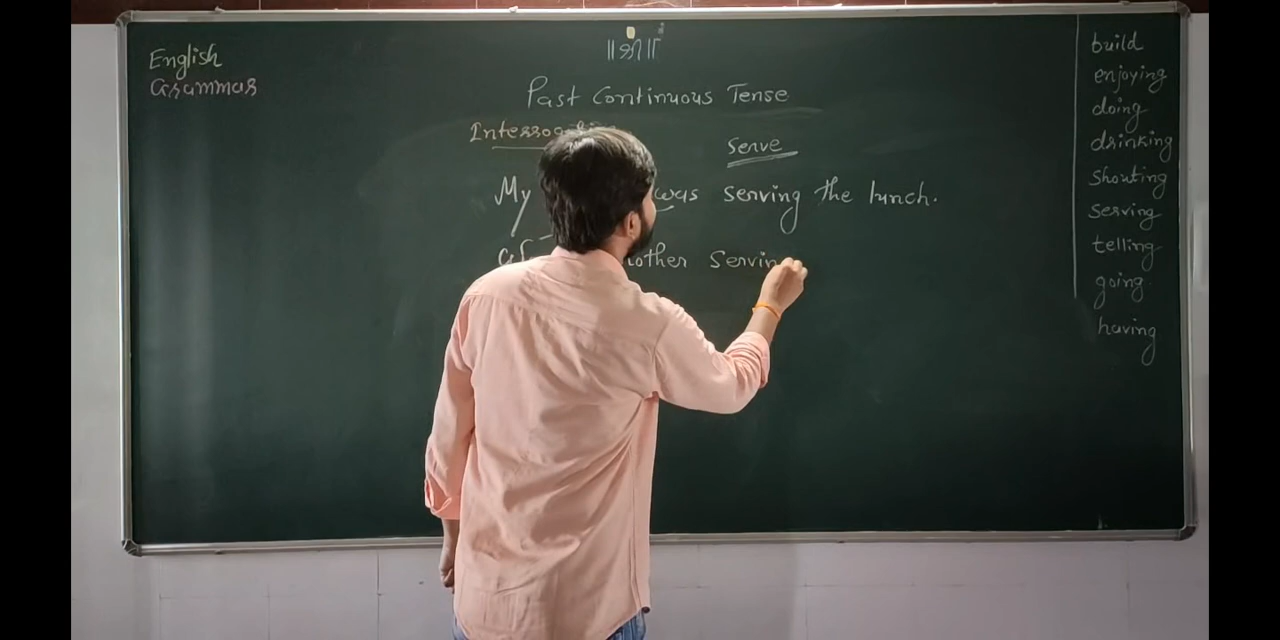 English
Grammar
॥श्री॥
Past Continuous Tense
Serve
My was serving the lunch.
Servin
build
enjoying
doing
drinking
shouting
serving
telling
going
having